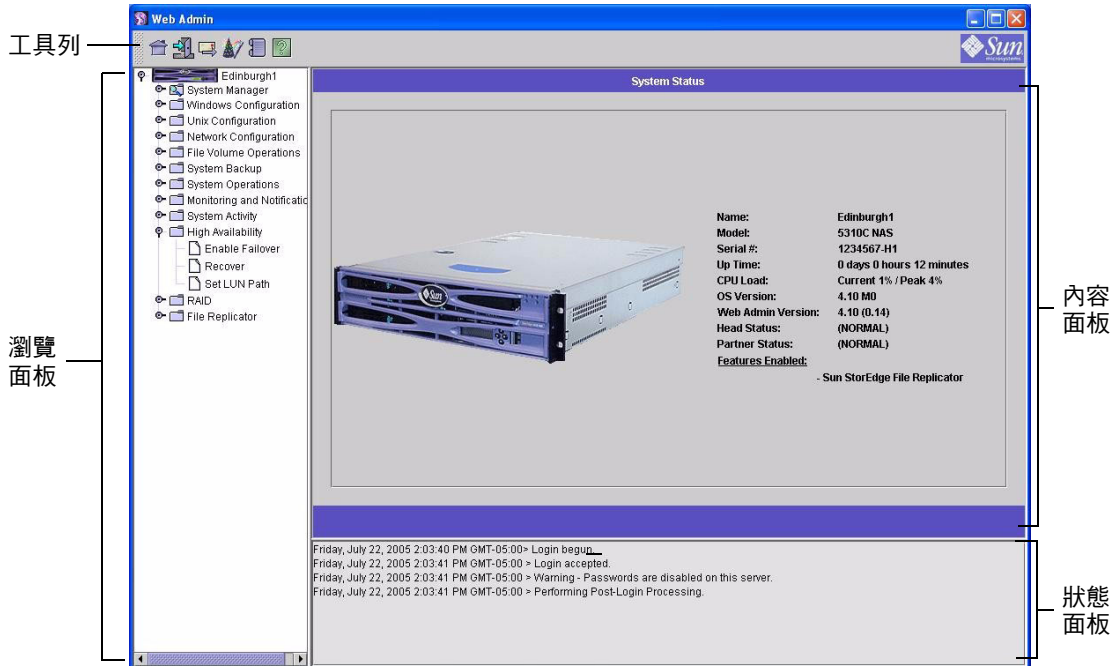 Web Admin
工具列
Sun
microsystems
Edinburgh1
System Manager
Windows Configuration
Unix Configuration
Network Configuration
File Volume Operations
System Backup
System Operations
Monitoring and Notificatic
System Activity
High Availability
Enable Failover
Recover
Set LUN Path
RAID
File Replicator
瀏覽
面板
System Status
Sun
Name: Edinburgh1
Model: 5310C NAS
Serial #: 1234567-H1
Up Time: 0 days 0 hours 12 minutes
CPU Load: Current 1% / Peak 4%
OS Version: 4.10 M0
Web Admin Version: 4.10 (0.14)
Head Status: (NORMAL)
Partner Status: (NORMAL)
Features Enabled:
- Sun StorEdge File Replicator
內容
面板
Friday, July 22, 2005 2:03:40 PM GMT-05:00> Login begun.
Friday, July 22, 2005 2:03:41 PM GMT-05:00 > Login accepted.
Friday, July 22, 2005 2:03:41 PM GMT-05:00 > Warning - Passwords are disabled on this server.
Friday, July 22, 2005 2:03:41 PM GMT-05:00 > Performing Post-Login Processing.
狀態
面板